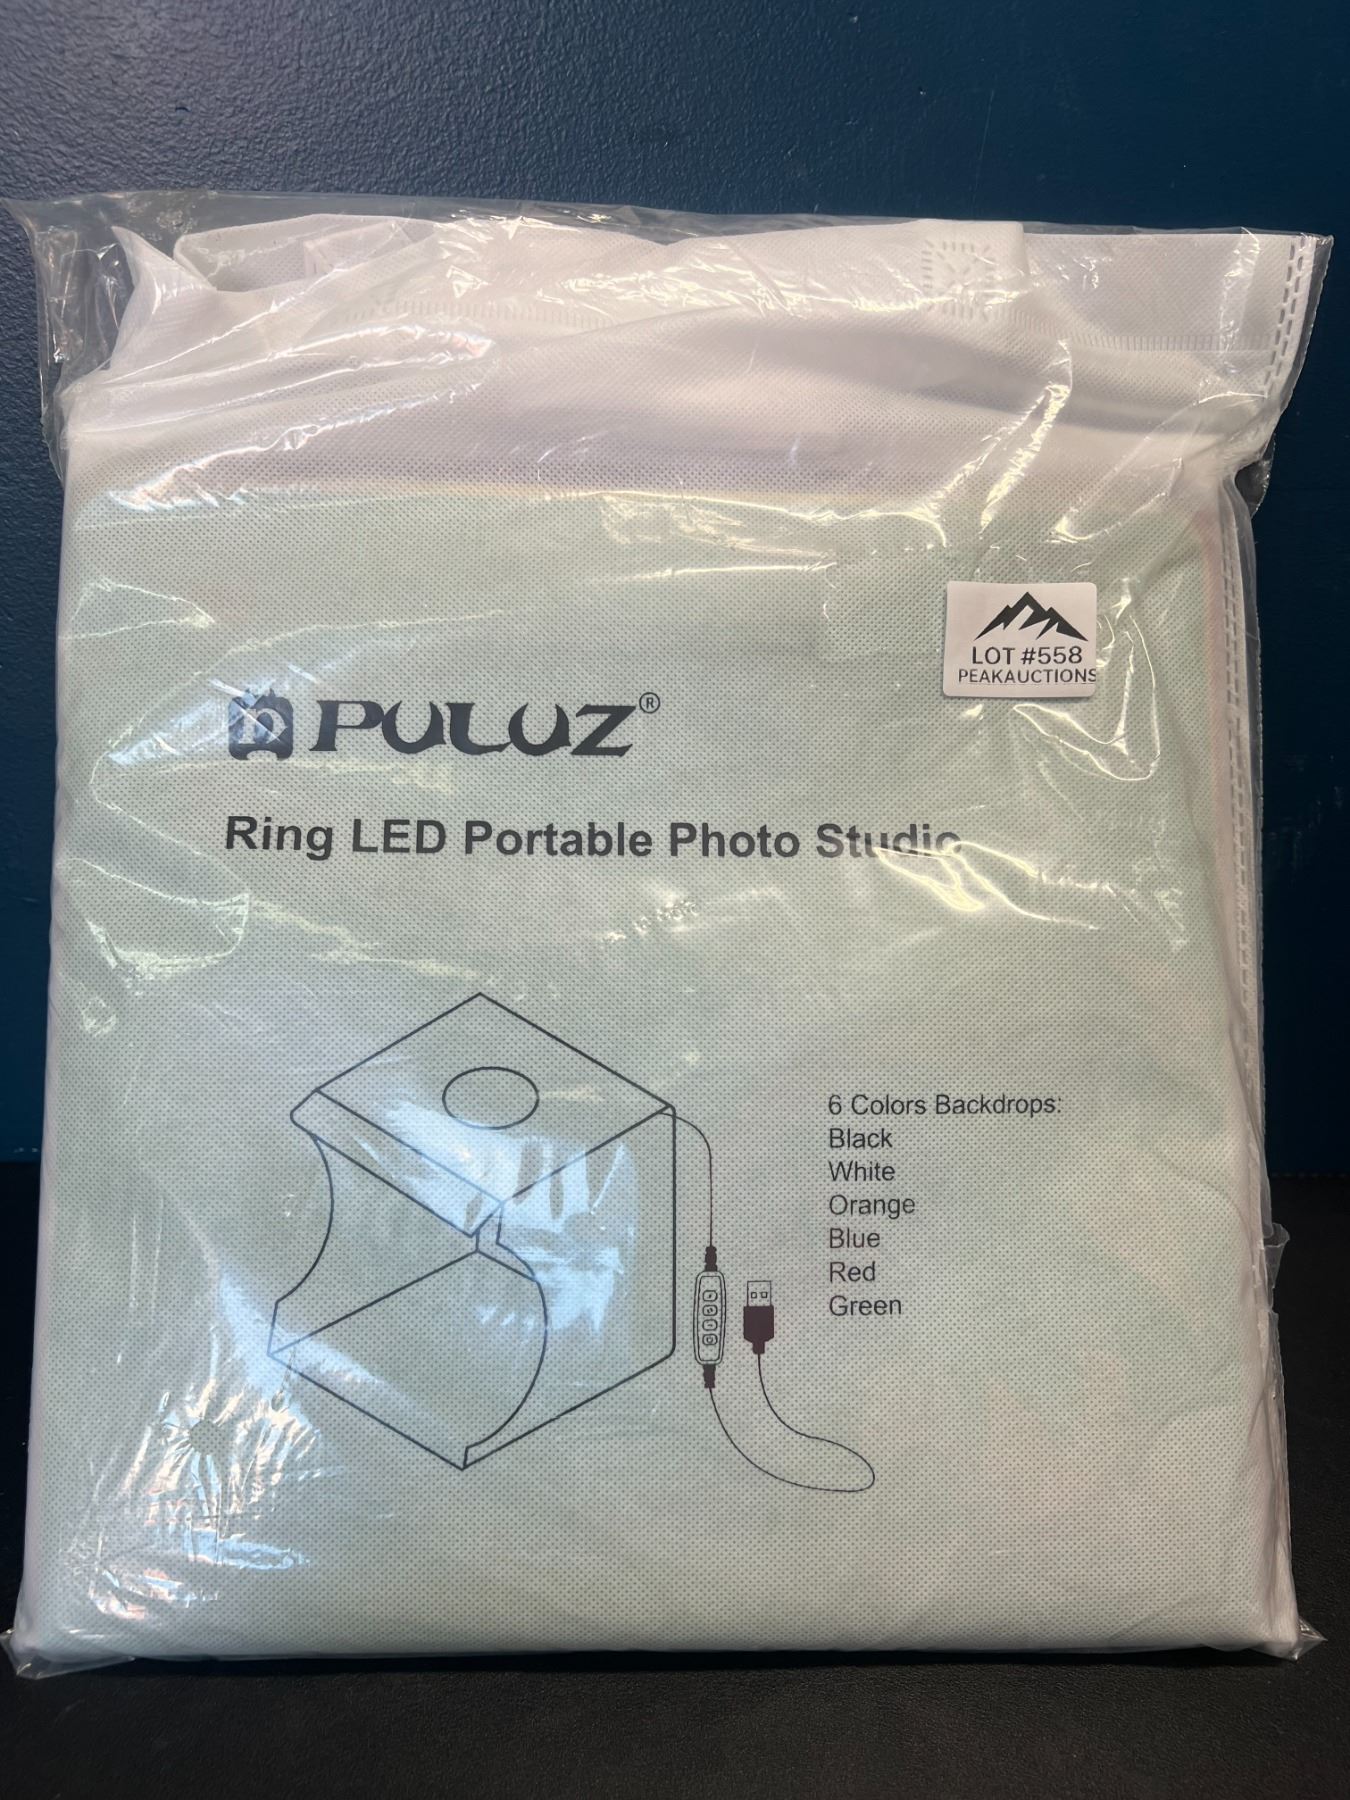 LOT #558
PEAKAUCTIONS
PULUZ®
Ring LED Portable Photo Studio
6 Colors Backdrops:
Black
White
Orange
Blue
Red
Green